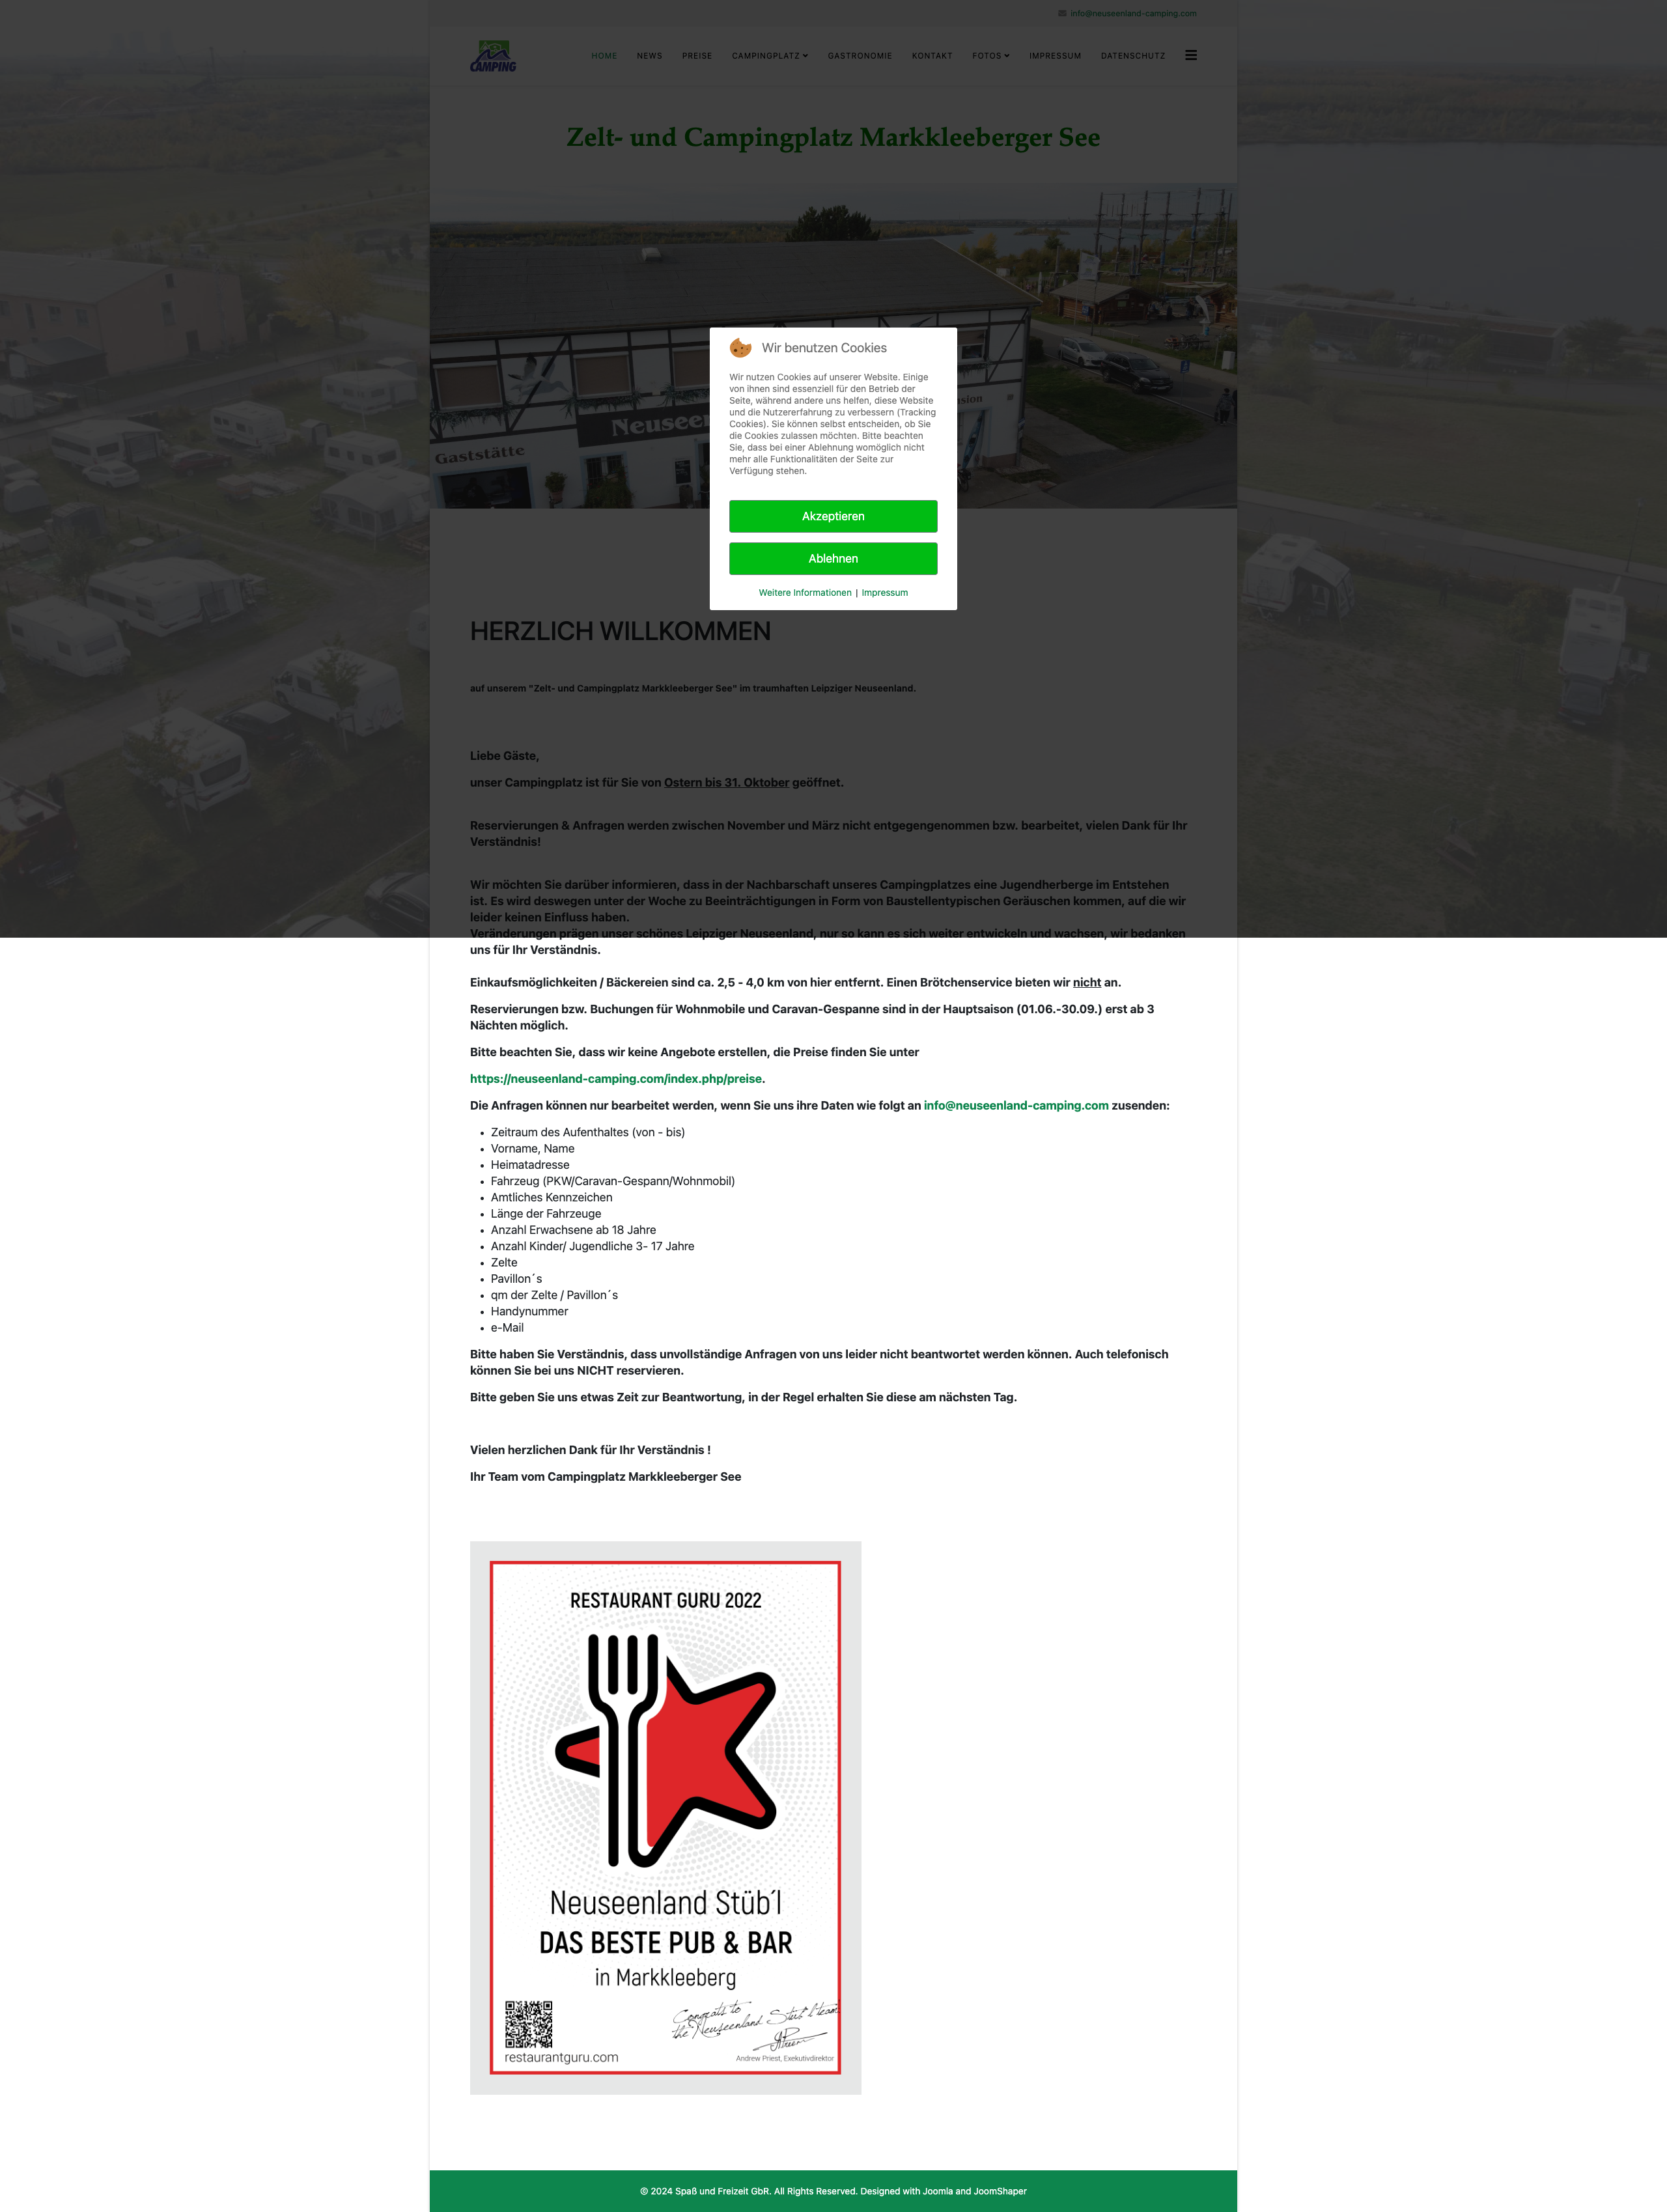 info@neuseenland-camping.com
CAMPING
HOME NEWS PREISE CAMPINGPLATZ GASTRONOMIE KONTAKT FOTOS IMPRESSUM DATENSCHUTZ
Zelt- und Campingplatz Markkleeberger See
Gaststätte
Wir benutzen Cookies
Wir nutzen Cookies auf unserer Website. Einige
von ihnen sind essenziell für den Betrieb der
Seite, während andere uns helfen, diese Website
und die Nutzererfahrung zu verbessern (Tracking
Cookies). Sie können selbst entscheiden, ob Sie
die Cookies zulassen möchten. Bitte beachten
Sie, dass bei einer Ablehnung womöglich nicht
mehr alle Funktionalitäten der Seite zur
Verfügung stehen.
Akzeptieren
Ablehnen
Weitere Informationen | Impressum
HERZLICH WILLKOMMEN
auf unserem "Zelt- und Campingplatz Markkleeberger See" im traumhaften Leipziger Neuseenland.
Liebe Gäste,
unser Campingplatz ist für Sie von Ostern bis 31. Oktober geöffnet.
Reservierungen & Anfragen werden zwischen November und März nicht entgegengenommen bzw. bearbeitet, vielen Dank für Ihr
Verständnis!
Wir möchten Sie darüber informieren, dass in der Nachbarschaft unseres Campingplatzes eine Jugendherberge im Entstehen
ist. Es wird deswegen unter der Woche zu Beeinträchtigungen in Form von Baustellentypischen Geräuschen kommen, auf die wir
leider keinen Einfluss haben.
Veränderungen prägen unser schönes Leipziger Neuseenland, nur so kann es sich weiter entwickeln und wachsen, wir bedanken
uns für Ihr Verständnis.
Einkaufsmöglichkeiten / Bäckereien sind ca. 2,5 - 4,0 km von hier entfernt. Einen Brötchenservice bieten wir nicht an.
Reservierungen bzw. Buchungen für Wohnmobile und Caravan-Gespanne sind in der Hauptsaison (01.06.-30.09.) erst ab 3
Nächten möglich.
Bitte beachten Sie, dass wir keine Angebote erstellen, die Preise finden Sie unter
https://neuseenland-camping.com/index.php/preise.
Die Anfragen können nur bearbeitet werden, wenn Sie uns ihre Daten wie folgt an info@neuseenland-camping.com zusenden:
• Zeitraum des Aufenthaltes (von - bis)
• Vorname, Name
• Heimatadresse
• Fahrzeug (PKW/Caravan-Gespann/Wohnmobil)
• Amtliches Kennzeichen
• Länge der Fahrzeuge
• Anzahl Erwachsene ab 18 Jahre
• Anzahl Kinder/ Jugendliche 3- 17 Jahre
• Zelte
• Pavillon´s
• qm der Zelte / Pavillon´s
• Handynummer
• e-Mail
Bitte haben Sie Verständnis, dass unvollständige Anfragen von uns leider nicht beantwortet werden können. Auch telefonisch
können Sie bei uns NICHT reservieren.
Bitte geben Sie uns etwas Zeit zur Beantwortung, in der Regel erhalten Sie diese am nächsten Tag.
Vielen herzlichen Dank für Ihr Verständnis !
Ihr Team vom Campingplatz Markkleeberger See
RESTAURANT GURU 2022
Neuseenland Stüb´l
DAS BESTE PUB & BAR
in Markkleeberg
Congrats to
the Neuseenland Stüb´l team
restaurantguru.com
Andrew Priest, Exekutivdirektor
© 2024 Spaß und Freizeit GbR. All Rights Reserved. Designed with Joomla and JoomShaper